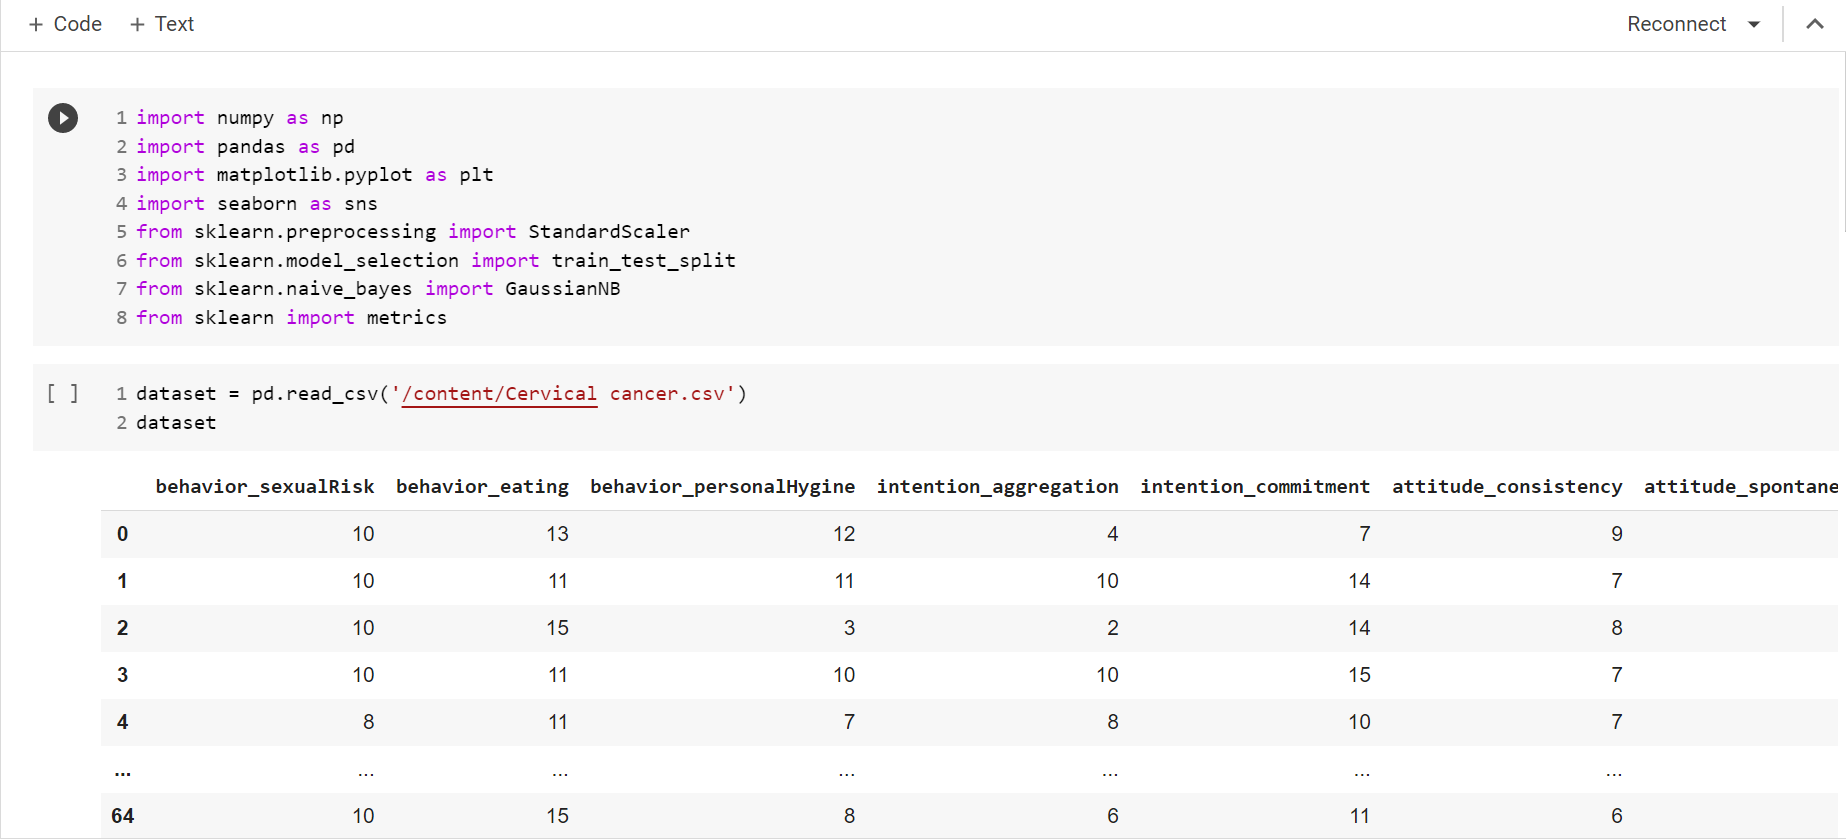 + Code + Text Reconnect
1 import numpy as np
2 import pandas as pd
3 import matplotlib.pyplot as plt
4 import seaborn as sns
5 from sklearn.preprocessing import StandardScaler
6 from sklearn.model_selection import train_test_split
7 from sklearn.naive_bayes import GaussianNB
8 from sklearn import metrics
[ ] 1 dataset = pd.read_csv('/content/Cervical cancer.csv')
2 dataset
behavior_sexualRisk behavior_eating behavior_personalHygine intention_aggregation intention_commitment attitude_consistency attitude_spontane
0 10 13 12 4 7 9
1 10 11 11 10 14 7
2 10 15 3 2 14 8
3 10 11 10 10 15 7
4 8 11 7 8 10 7
... ... ... ... ... ... ...
64 10 15 8 6 11 6